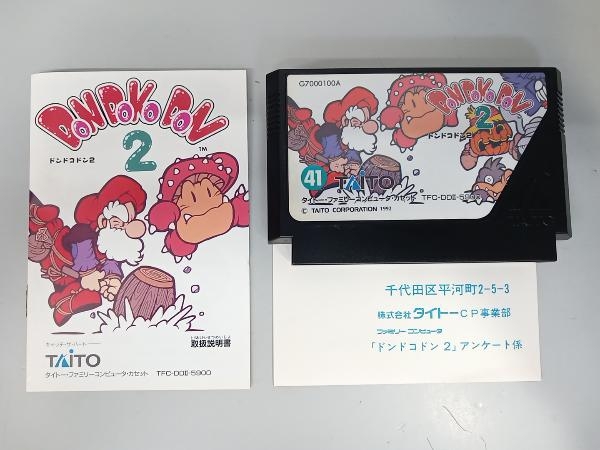 DON DOKO DON
2
TM
ドンドコドン2
キャッチ・ザ・ハート
TAITO
取扱説明書
タイトー・ファミリーコンピュータ・カセット TFC-DDⅡ-5900
G7000100A
DON DOKO DON
2
ドンドコドン2
41
TAITO
タイトー・ファミリーコンピュータ・カセット TFC-DDⅡ-5900
© TAITO CORPORATION 1992
TAITO
千代田区平河町2-5-3
株式会社タイトーCP事業部
ファミリーコンピュータ
「ドンドコドン2」アンケート係